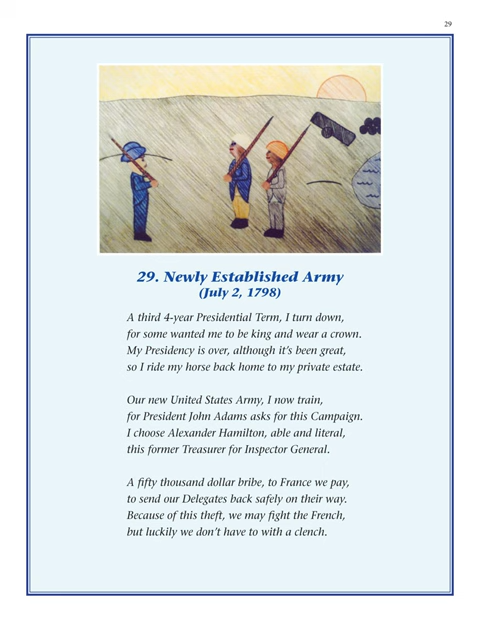 29
29. Newly Established Army
(July 2, 1798)
A third 4-year Presidential Term, I turn down,
for some wanted me to be king and wear a crown.
My Presidency is over, although it’s been great,
so I ride my horse back home to my private estate.
Our new United States Army, I now train,
for President John Adams asks for this Campaign.
I choose Alexander Hamilton, able and literal,
this former Treasurer for Inspector General.
A fifty thousand dollar bribe, to France we pay,
to send our Delegates back safely on their way.
Because of this theft, we may fight the French,
but luckily we don’t have to with a clench.